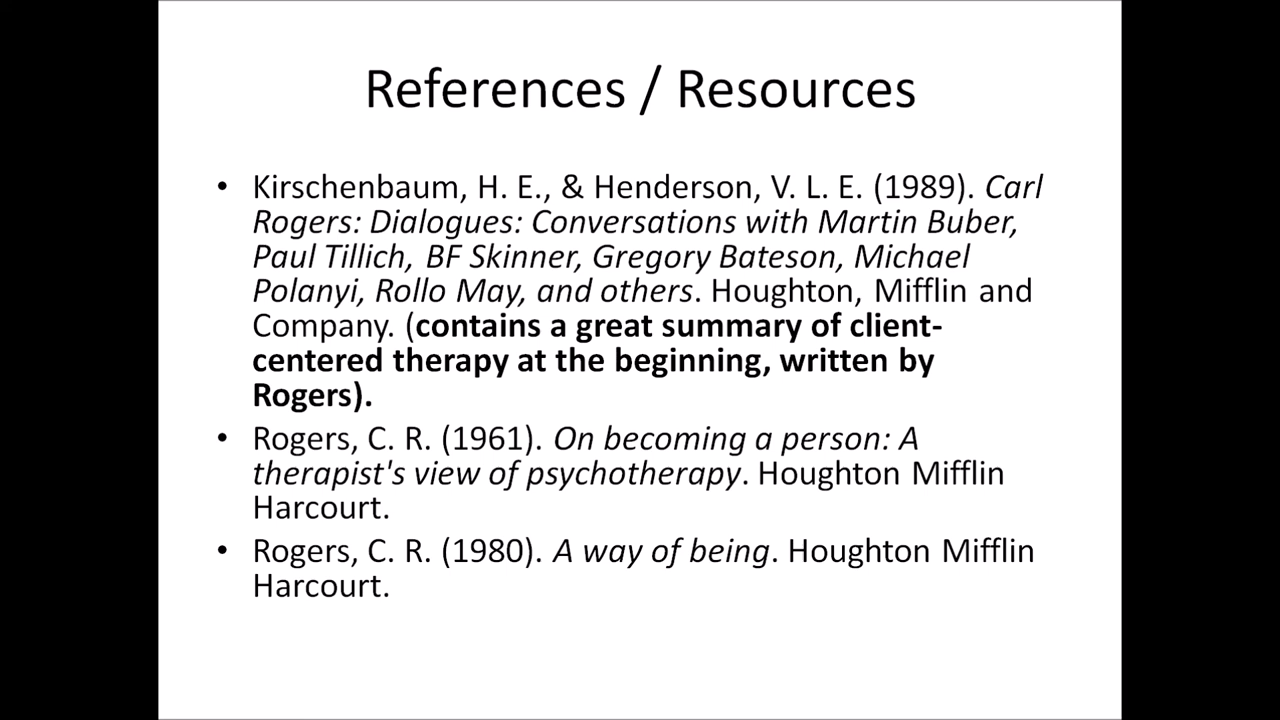 References / Resources
• Kirschenbaum, H. E., & Henderson, V. L. E. (1989). Carl
Rogers: Dialogues: Conversations with Martin Buber,
Paul Tillich, BF Skinner, Gregory Bateson, Michael
Polanyi, Rollo May, and others. Houghton, Mifflin and
Company. (contains a great summary of client-
centered therapy at the beginning, written by
Rogers).
• Rogers, C. R. (1961). On becoming a person: A
therapist's view of psychotherapy. Houghton Mifflin
Harcourt.
• Rogers, C. R. (1980). A way of being. Houghton Mifflin
Harcourt.